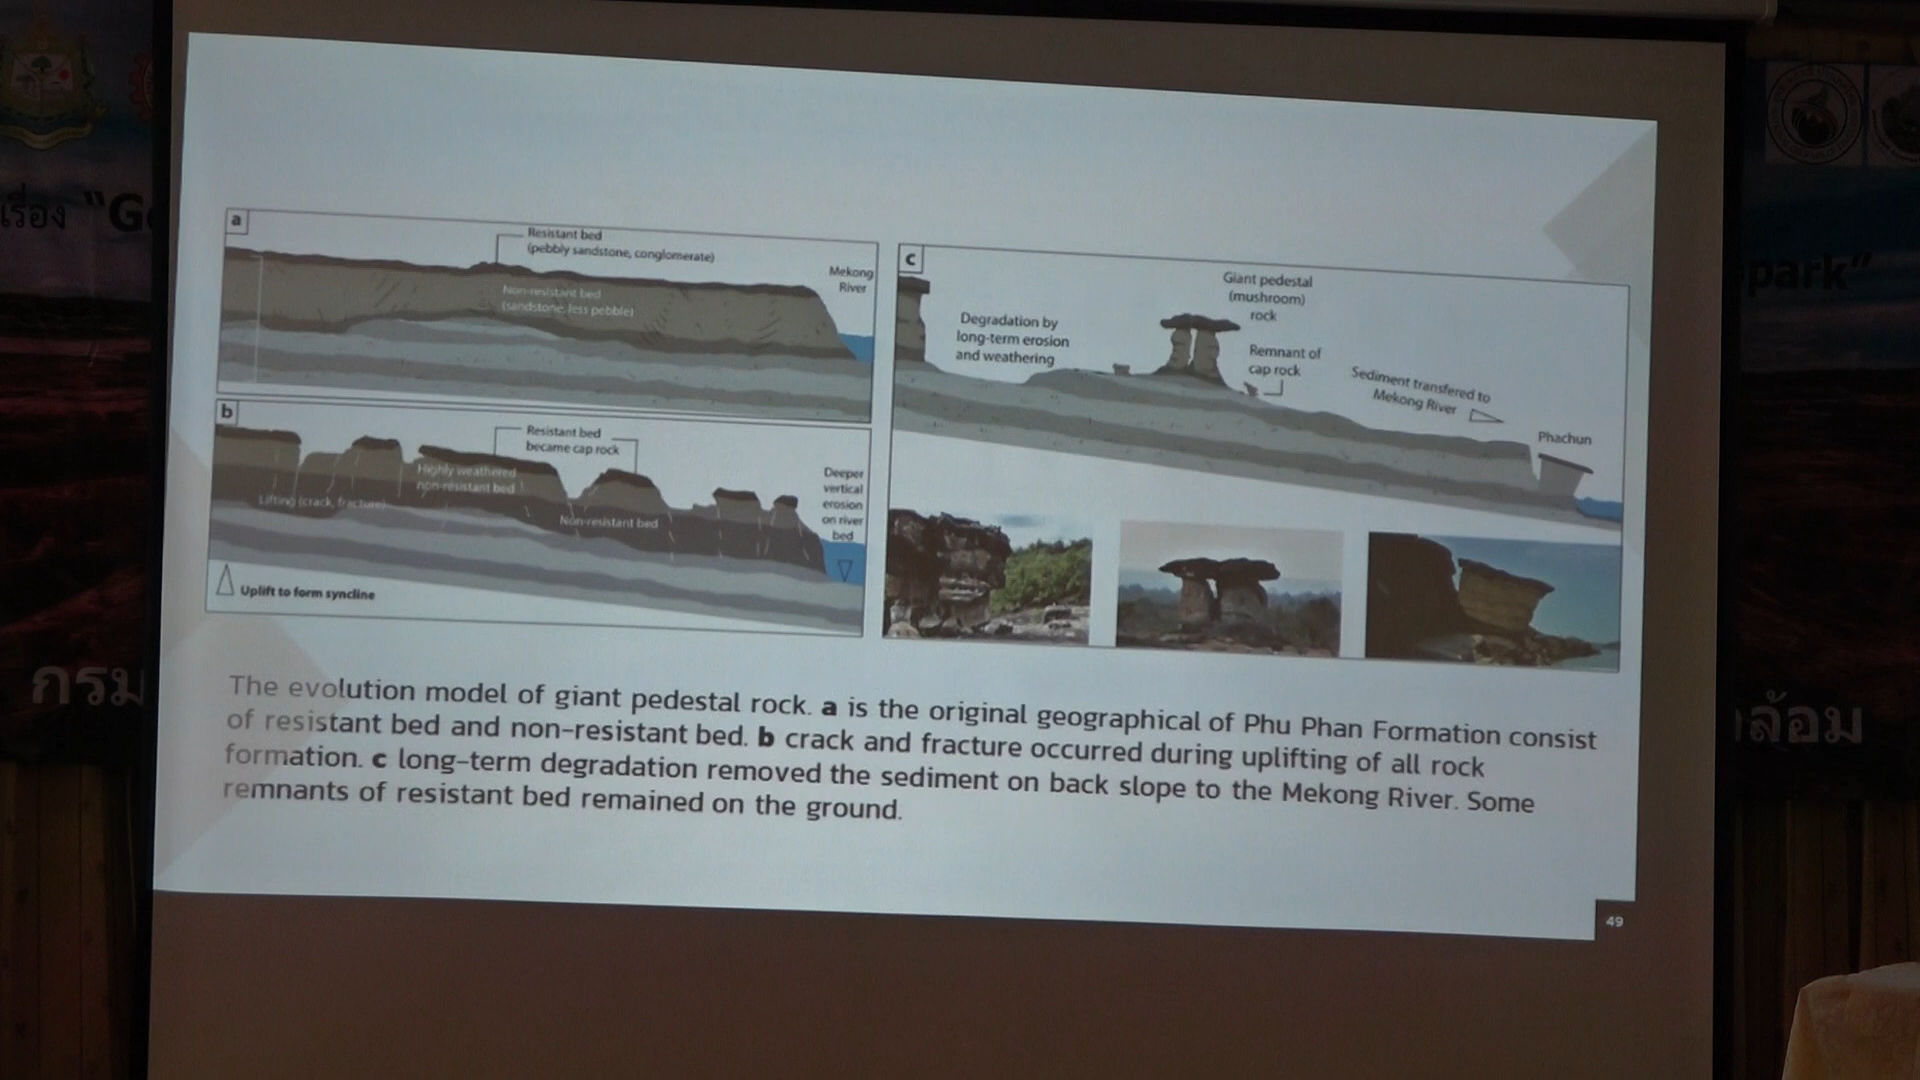 เรื่อง "G
park"
กรม
ล้อม
a
Resistant bed
(pebbly sandstone, conglomerate)
Non-resistant bed
(sandstone, less pebble)
Mekong
River
b
Resistant bed
became cap rock
Highly weathered
non-resistant bed
Lifting (crack, fracture)
Non-resistant bed
Deeper
vertical
erosion
on river
bed
Uplift to form syncline
c
Degradation by
long-term erosion
and weathering
Giant pedestal
(mushroom)
rock
Remnant of
cap rock
Sediment transfered to
Mekong River
Phachun
The evolution model of giant pedestal rock. a is the original geographical of Phu Phan Formation consist
of resistant bed and non-resistant bed. b crack and fracture occurred during uplifting of all rock
formation. c long-term degradation removed the sediment on back slope to the Mekong River. Some
remnants of resistant bed remained on the ground.
49